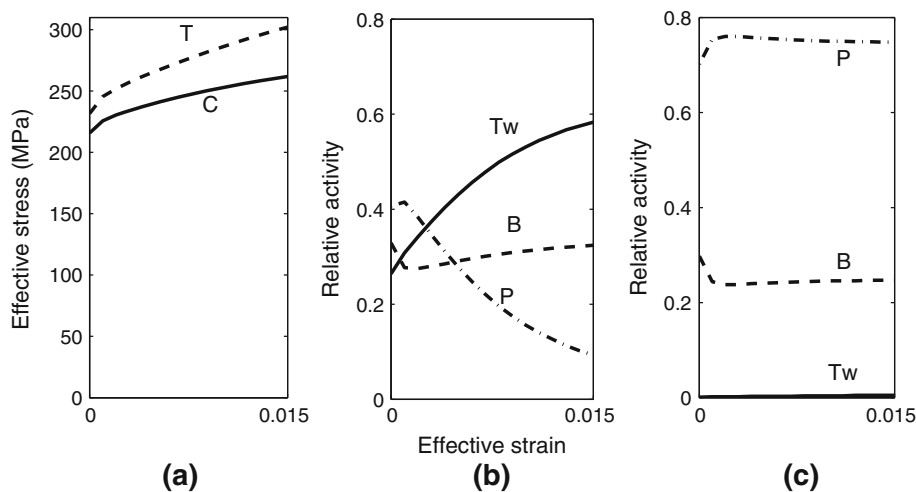 Effective stress (MPa)
300
250
200
150
100
50
0
0
0.015
T
C
(a)
Relative activity
0.8
0.6
0.4
0.2
0
0
0.015
Tw
B
P
Effective strain
(b)
Relative activity
0.8
0.6
0.4
0.2
0
0
0.015
P
B
Tw
(c)